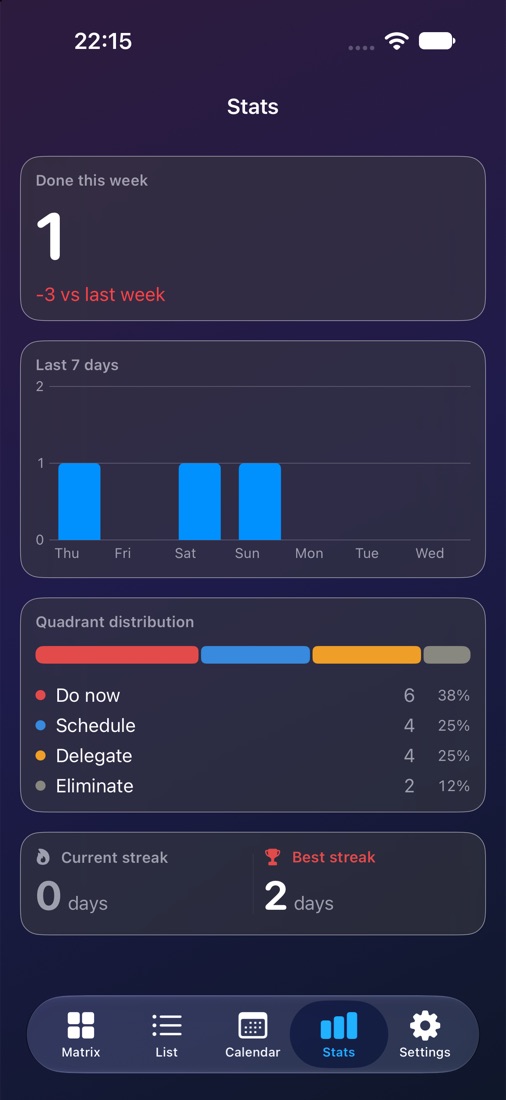 22:15
Stats
Done this week
1
-3 vs last week
Last 7 days
2
1
0
Thu Fri Sat Sun Mon Tue Wed
Quadrant distribution
Do now 6 38%
Schedule 4 25%
Delegate 4 25%
Eliminate 2 12%
Current streak Best streak
0 days 2 days
Matrix List Calendar Stats Settings